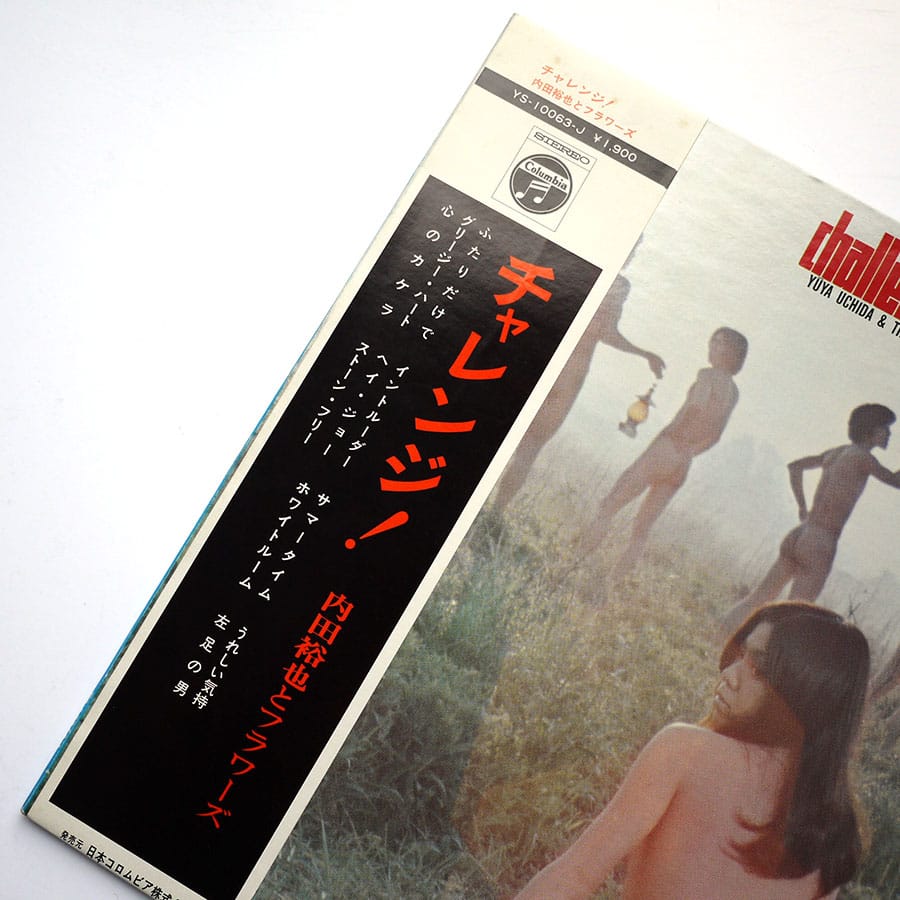 チャレンジ!
内田裕也とフラワーズ
YS-10063-J ¥1,900
STEREO
Columbia
チャレンジ!
内田裕也とフラワーズ
ふたりだけで
グリージー・ハート
心のカケラ
イントルーダー
ヘイ・ジョー
ストーン・フリー
サマータイム
ホワイトルーム
うれしい気持
左足の男
発売元 日本コロムビア株式
challe
YUYA UCHIDA & T